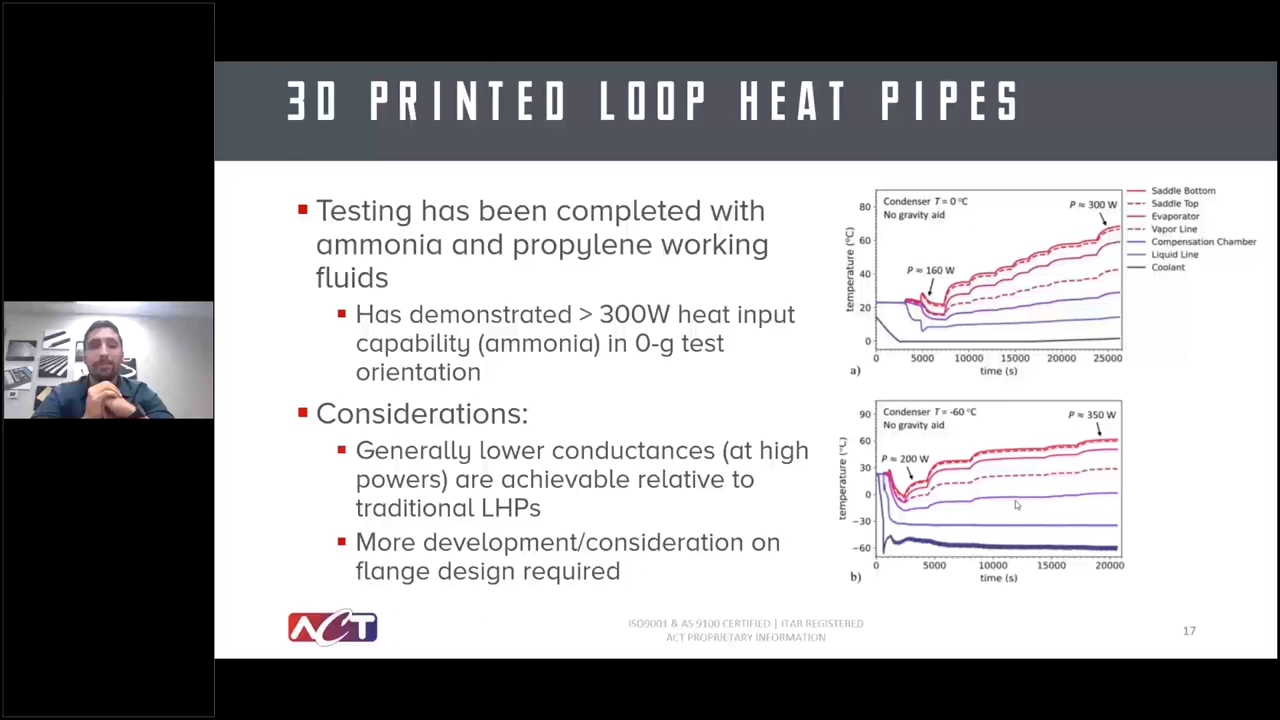 3D PRINTED LOOP HEAT PIPES
Testing has been completed with
ammonia and propylene working
fluids
Has demonstrated > 300W heat input
capability (ammonia) in 0-g test
orientation
Considerations:
Generally lower conductances (at high
powers) are achievable relative to
traditional LHPs
More development/consideration on
flange design required
Condenser T = 0 °C
No gravity aid
P ≈ 300 W
P ≈ 160 W
temperature (°C)
80
60
40
20
0
0 5000 10000 15000 20000 25000
time (s)
a)
Saddle Bottom
Saddle Top
Evaporator
Vapor Line
Compensation Chamber
Liquid Line
Coolant
Condenser T = -60 °C
No gravity aid
P ≈ 350 W
P ≈ 200 W
temperature (°C)
90
60
30
0
−30
−60
0 5000 10000 15000 20000
time (s)
b)
ACT
ISO9001 & AS 9100 CERTIFIED | ITAR REGISTERED
ACT PROPRIETARY INFORMATION
17